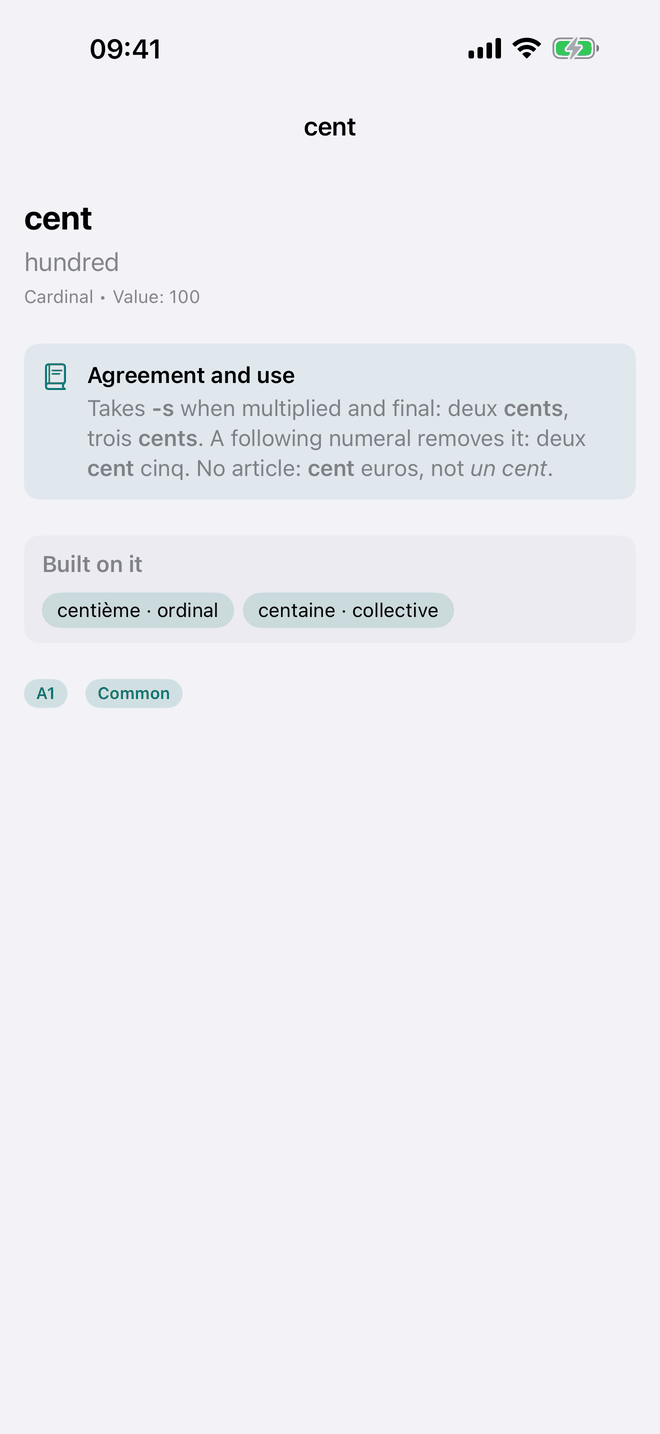 09:41
cent
cent
hundred
Cardinal • Value: 100
Agreement and use
Takes -s when multiplied and final: deux cents,
trois cents. A following numeral removes it: deux
cent cinq. No article: cent euros, not un cent.
Built on it
centième · ordinal
centaine · collective
A1
Common